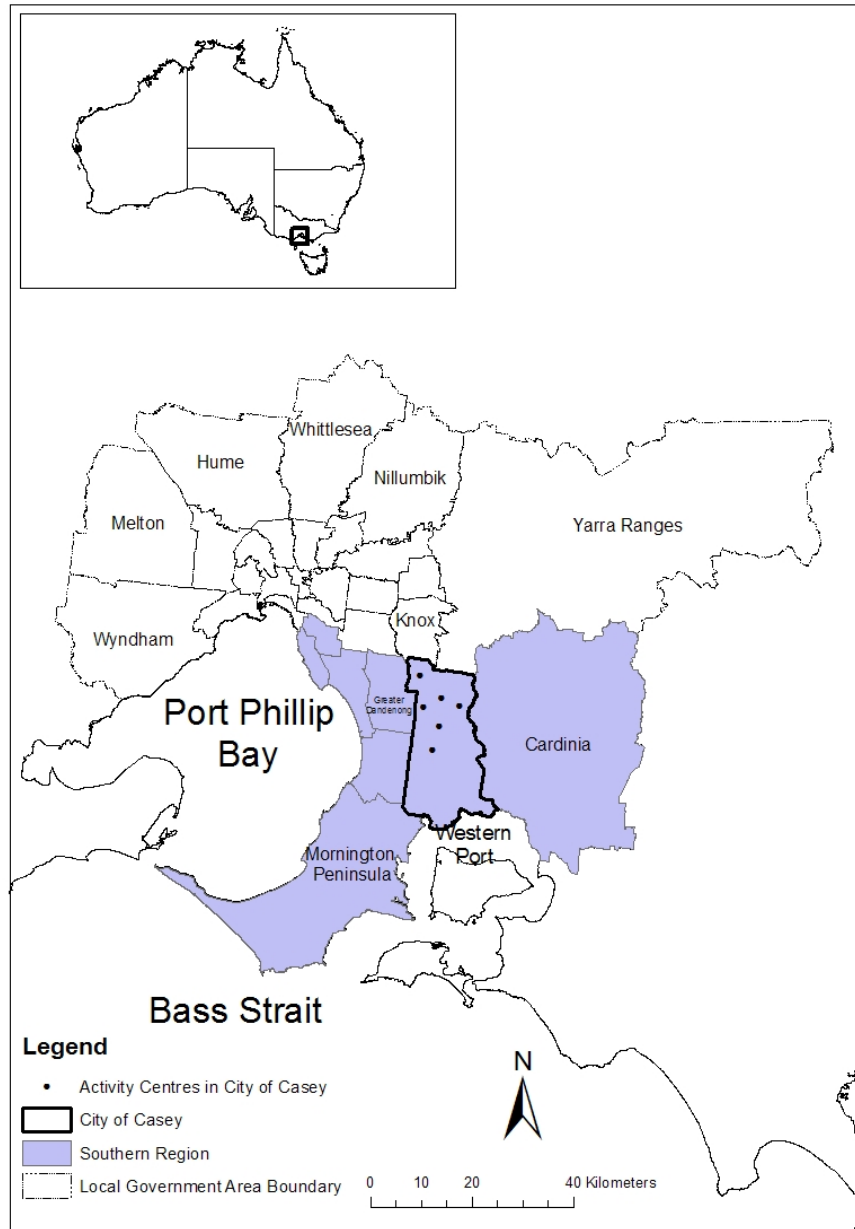 Whittlesea
Hume
Nillumbik
Melton
Yarra Ranges
Knox
Wyndham
Greater
Dandenong
Port Phillip
Bay
Cardinia
Western
Port
Mornington
Peninsula
Bass Strait
Legend
Activity Centres in City of Casey
City of Casey
Southern Region
Local Government Area Boundary
N
0 10 20 40 Kilometers